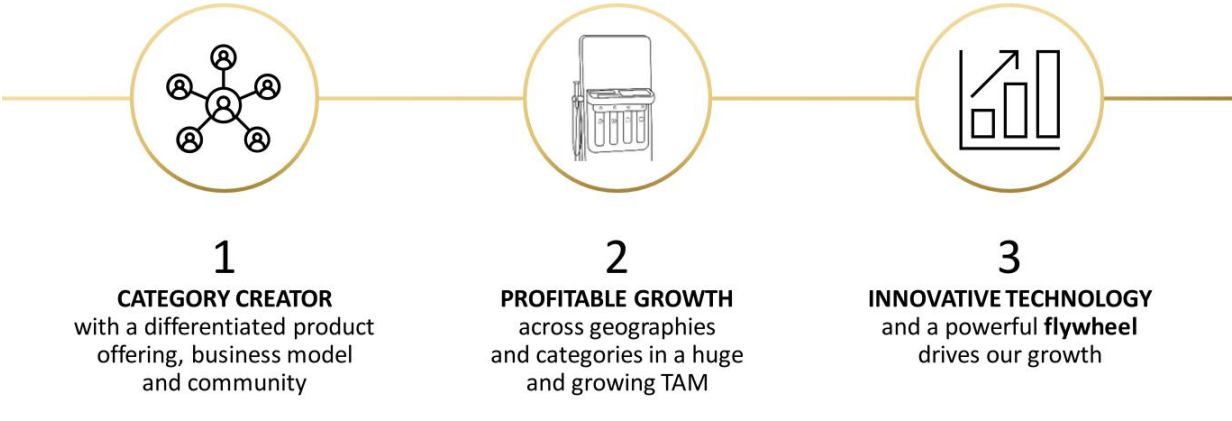 1
CATEGORY CREATOR
with a differentiated product
offering, business model
and community
2
PROFITABLE GROWTH
across geographies
and categories in a huge
and growing TAM
3
INNOVATIVE TECHNOLOGY
and a powerful flywheel
drives our growth